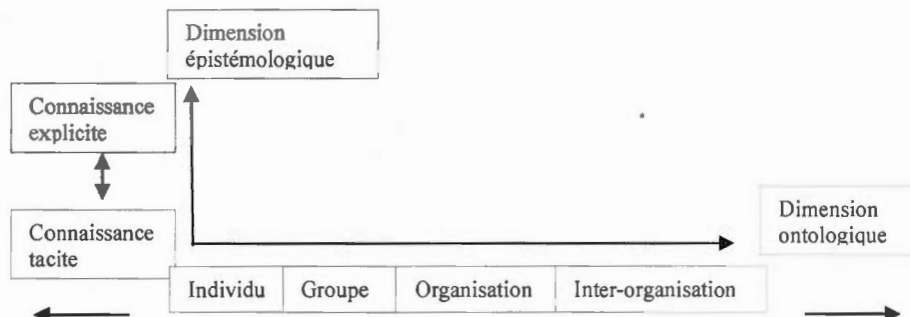 Dimension
épistémologique
Connaissance
explicite
Connaissance
tacite
Dimension
ontologique
Individu
Groupe
Organisation
Inter-organisation